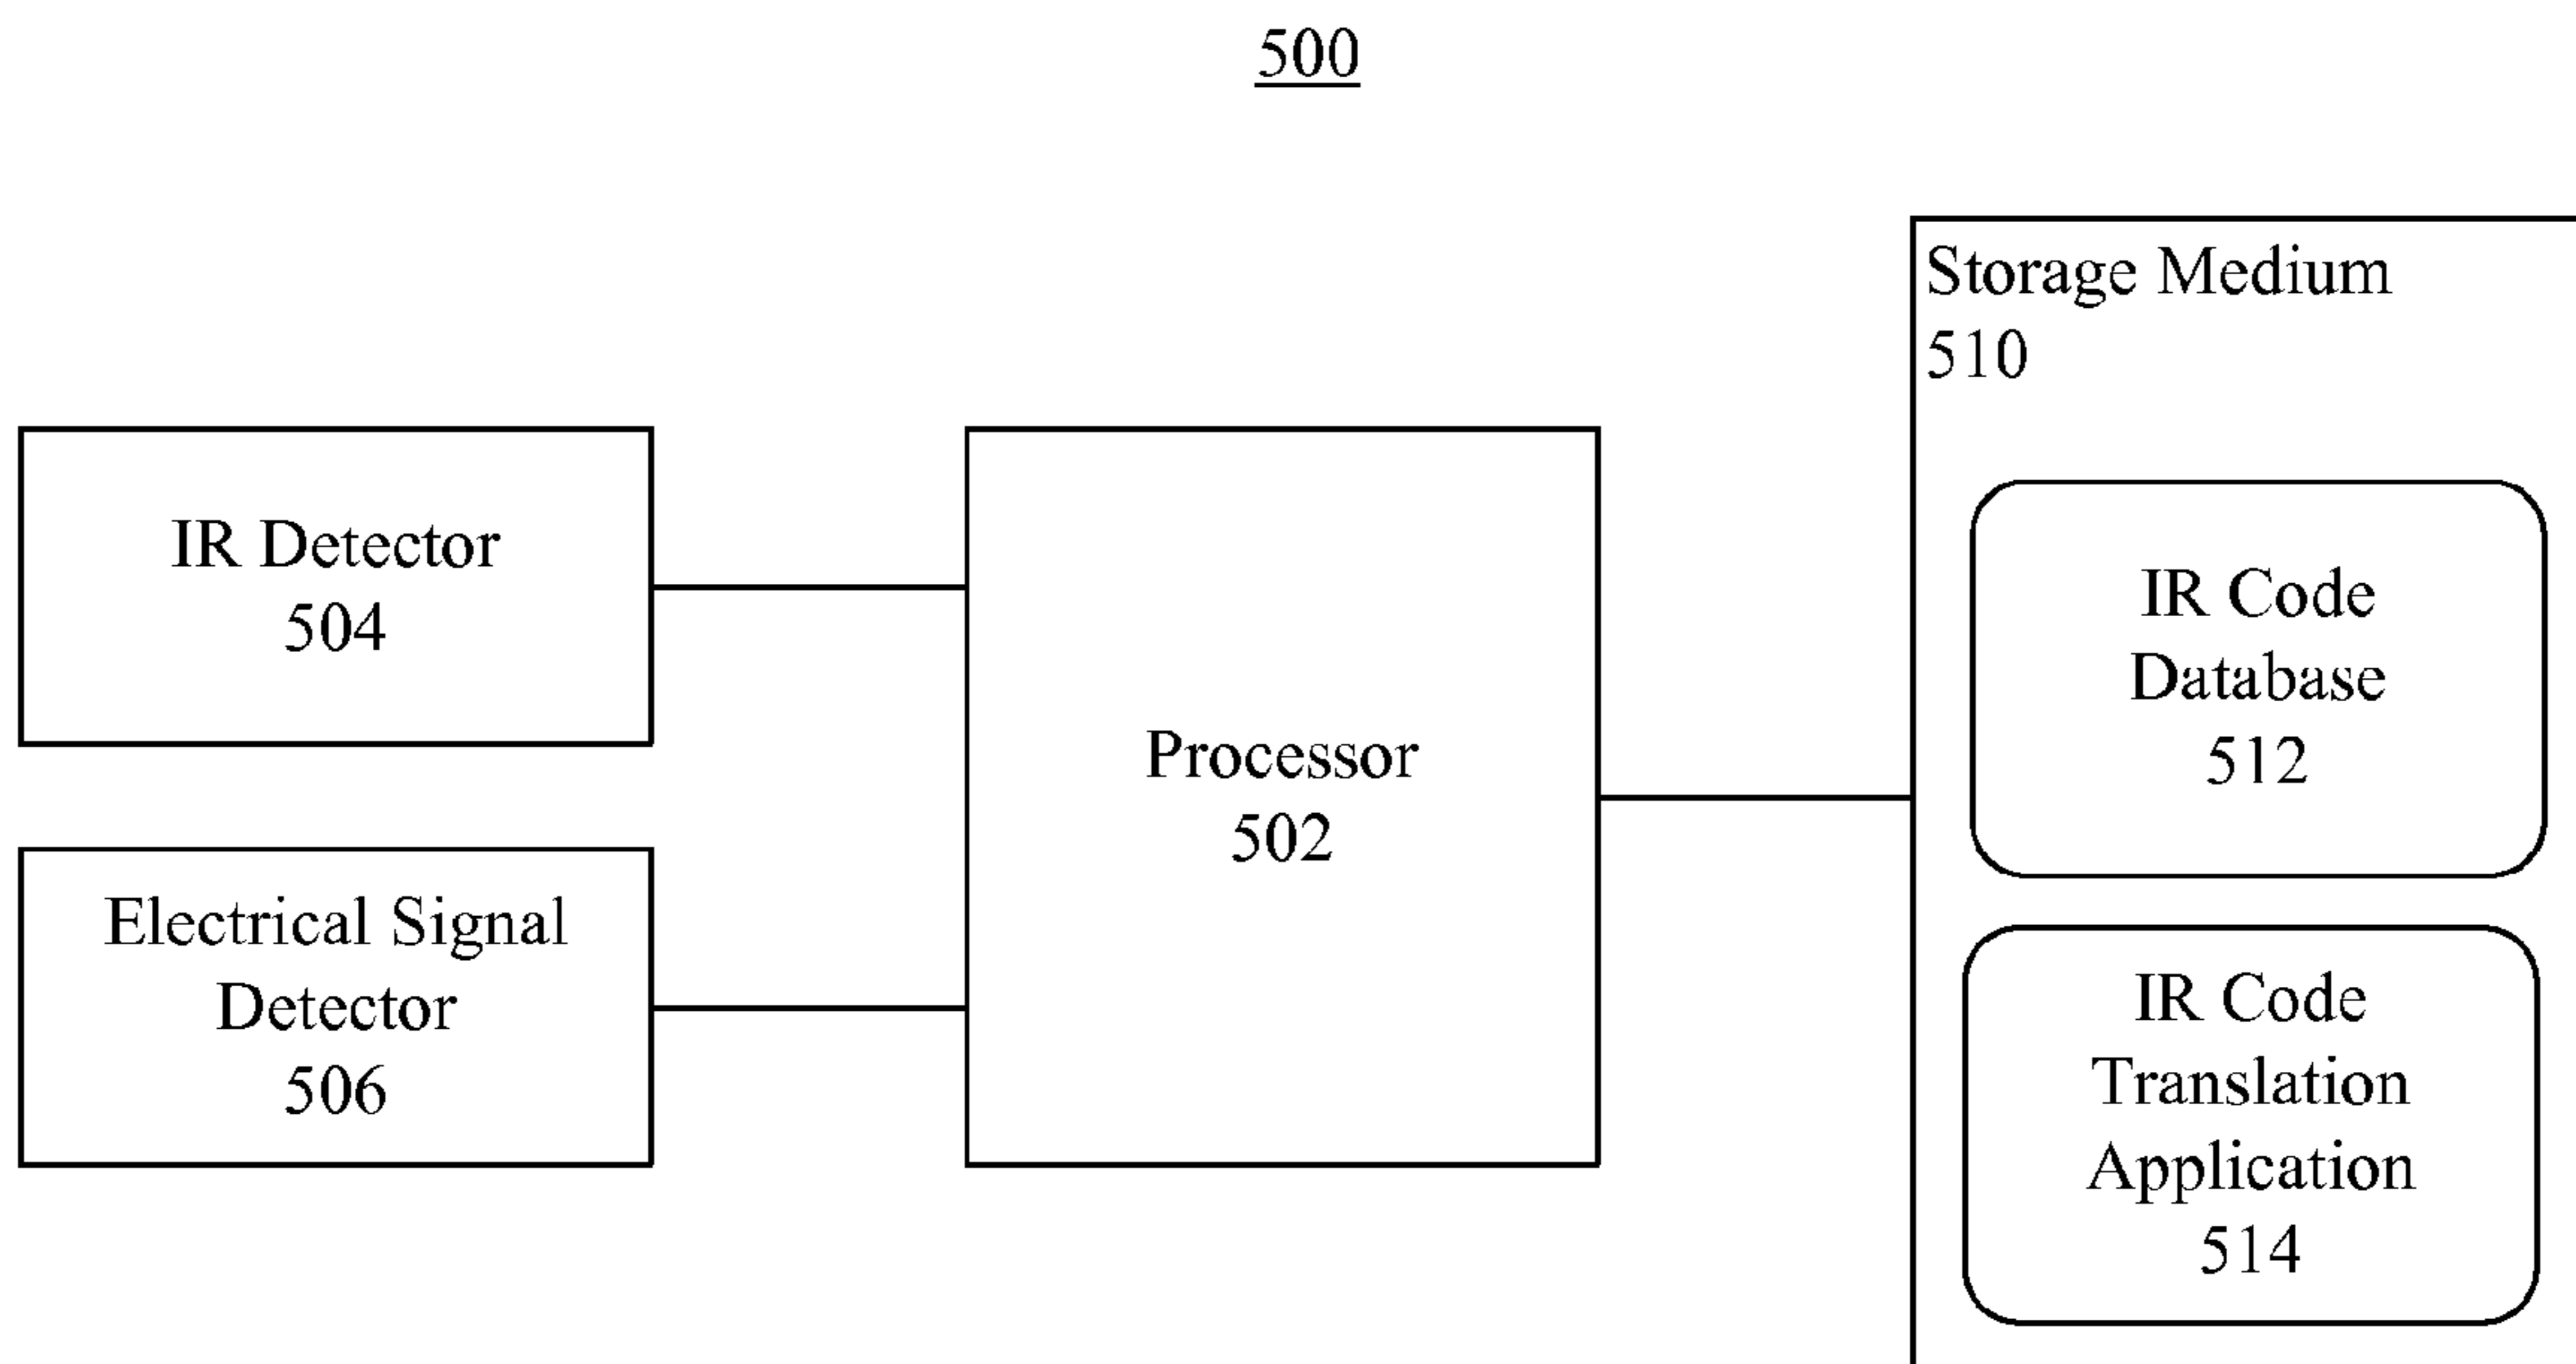 500
Storage Medium
510
IR Detector
504
Processor
502
Electrical Signal
Detector
506
IR Code
Database
512
IR Code
Translation
Application
514